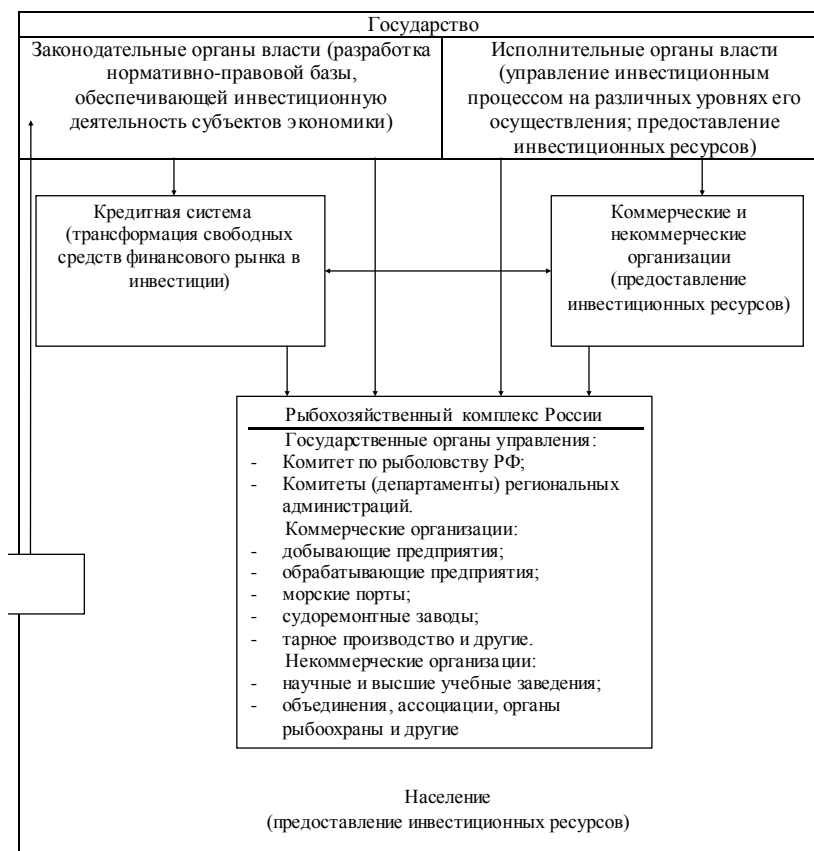 Государство
Законодательные органы власти (разработка
нормативно-правовой базы,
обеспечивающей инвестиционную
деятельность субъектов экономики)
Исполнительные органы власти
(управление инвестиционным
процессом на различных уровнях его
осуществления; предоставление
инвестиционных ресурсов)
Кредитная система
(трансформация свободных
средств финансового рынка в
инвестиции)
Коммерческие и
некоммерческие
организации
(предоставление
инвестиционных ресурсов)
Рыбохозяйственный комплекс России
Государственные органы управления:
- Комитет по рыболовству РФ;
- Комитеты (департаменты) региональных
администраций.
Коммерческие организации:
- добывающие предприятия;
- обрабатывающие предприятия;
- морские порты;
- судоремонтные заводы;
- тарное производство и другие.
Некоммерческие организации:
- научные и высшие учебные заведения;
- объединения, ассоциации, органы
рыбоохраны и другие
Население
(предоставление инвестиционных ресурсов)